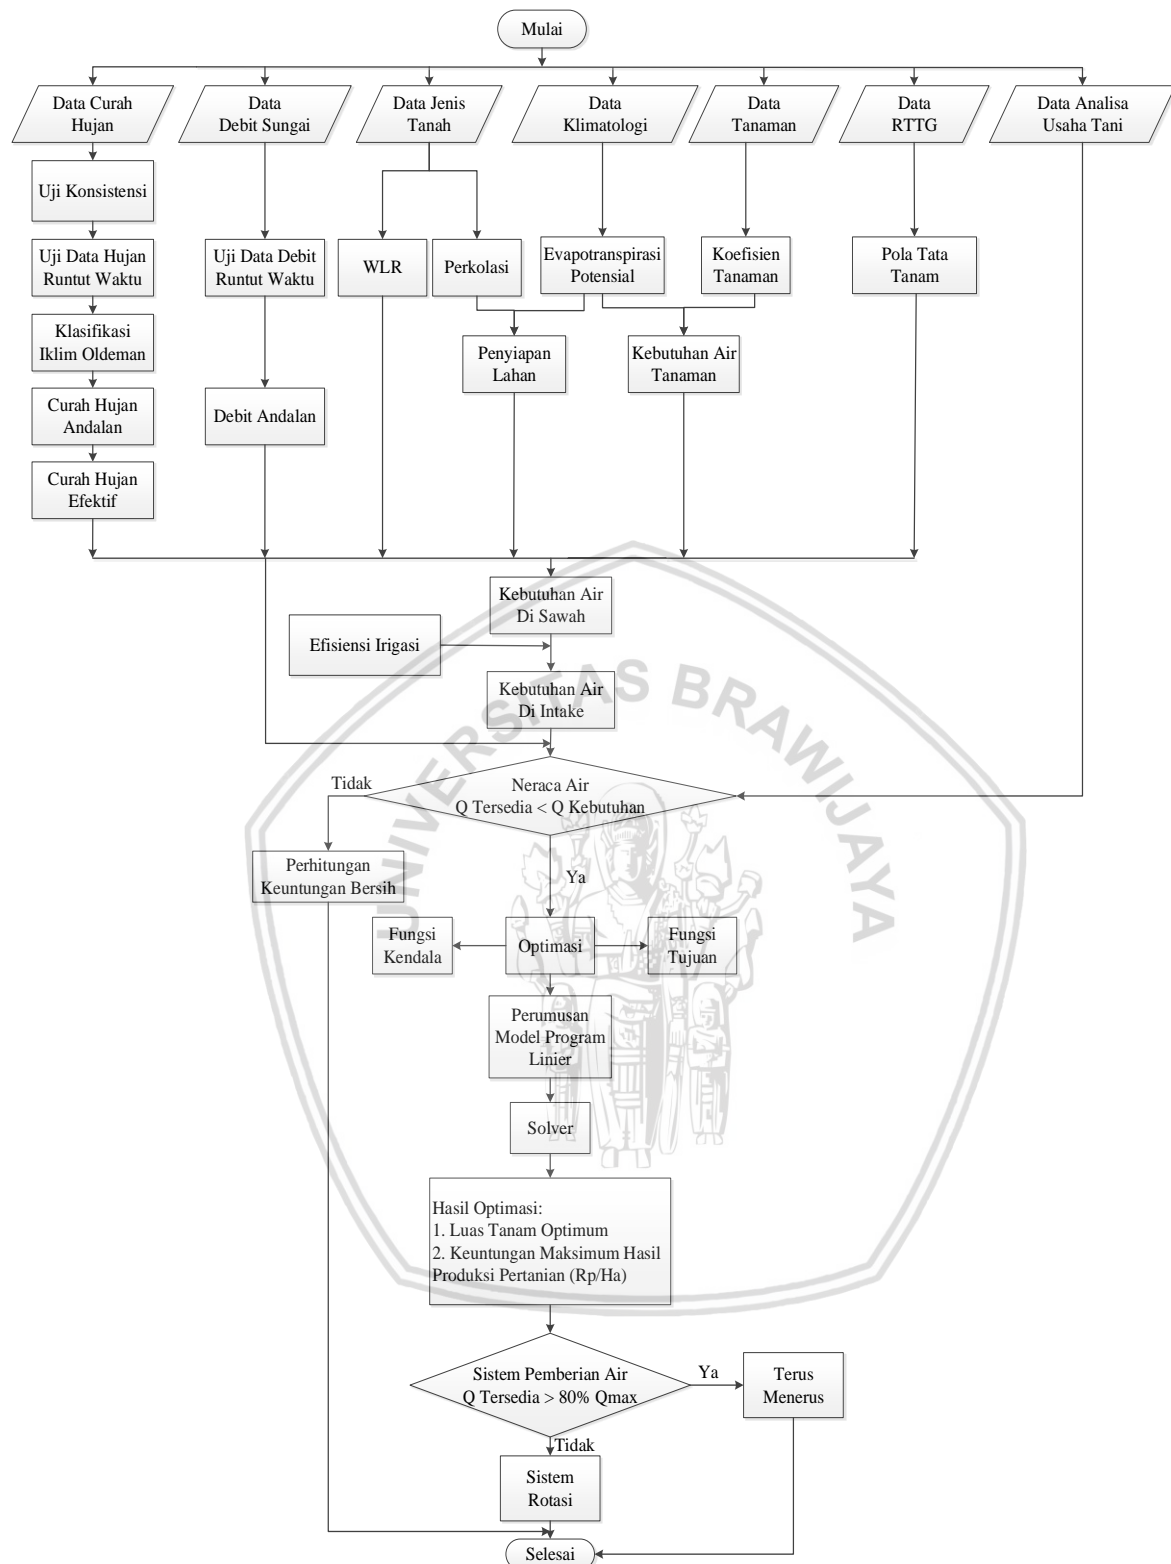 Mulai
Data Curah
Hujan
Data
Debit Sungai
Data Jenis
Tanah
Data
Klimatologi
Data
Tanaman
Data
RTTG
Data Analisa
Usaha Tani
Uji Konsistensi
Uji Data Hujan
Runtut Waktu
Uji Data Debit
Runtut Waktu
WLR
Perkolasi
Evapotranspirasi
Potensial
Koefisien
Tanaman
Pola Tata
Tanam
Klasifikasi
Iklim Oldeman
Penyiapan
Lahan
Kebutuhan Air
Tanaman
Curah Hujan
Andalan
Debit Andalan
Curah Hujan
Efektif
Kebutuhan Air
Di Sawah
Efisiensi Irigasi
Kebutuhan Air
Di Intake
UNIVERSITAS BRAWIJAYA
Neraca Air
Q Tersedia < Q Kebutuhan
Tidak
Ya
Perhitungan
Keuntungan Bersih
Fungsi
Kendala
Optimasi
Fungsi
Tujuan
Perumusan
Model Program
Linier
Solver
Hasil Optimasi:
1. Luas Tanam Optimum
2. Keuntungan Maksimum Hasil
Produksi Pertanian (Rp/Ha)
Sistem Pemberian Air
Q Tersedia > 80% Qmax
Ya
Terus
Menerus
Tidak
Sistem
Rotasi
Selesai